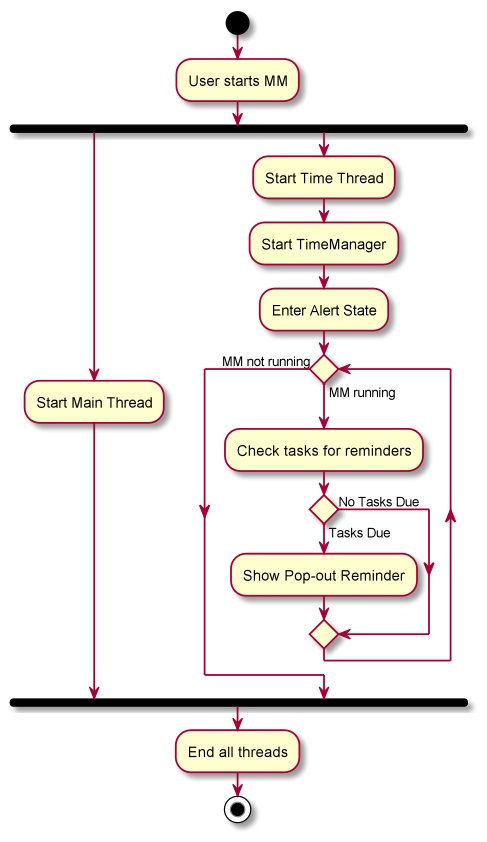 User starts MM
Start Time Thread
Start TimeManager
Enter Alert State
MM not running
MM running
Start Main Thread
Check tasks for reminders
No Tasks Due
Tasks Due
Show Pop-out Reminder
End all threads